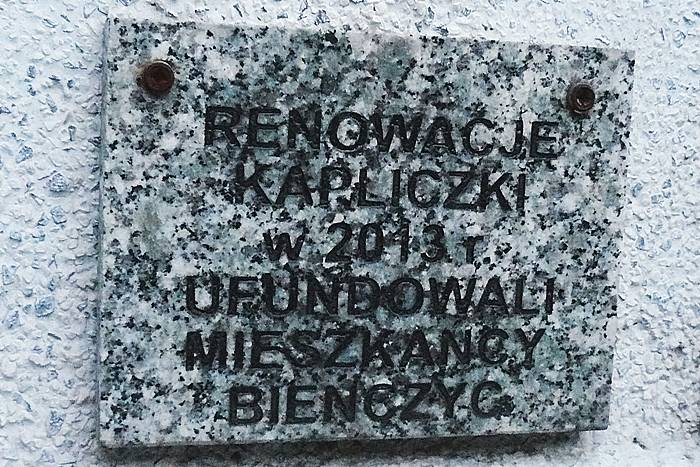 RENOWACJE
KAPLICZKI
w 2013 r
UFUNDOWALI
MIESZKANCY
BIENCZYC